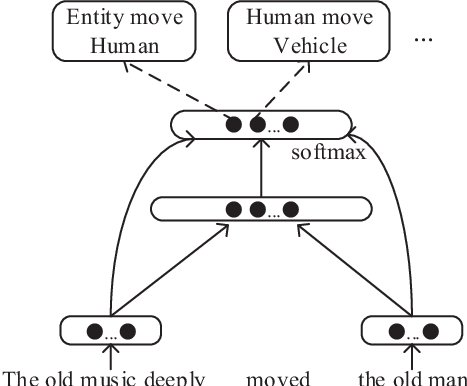 Entity move
Human
Human move
Vehicle
...
...
softmax
...
...
...
The old music deeply moved the old man